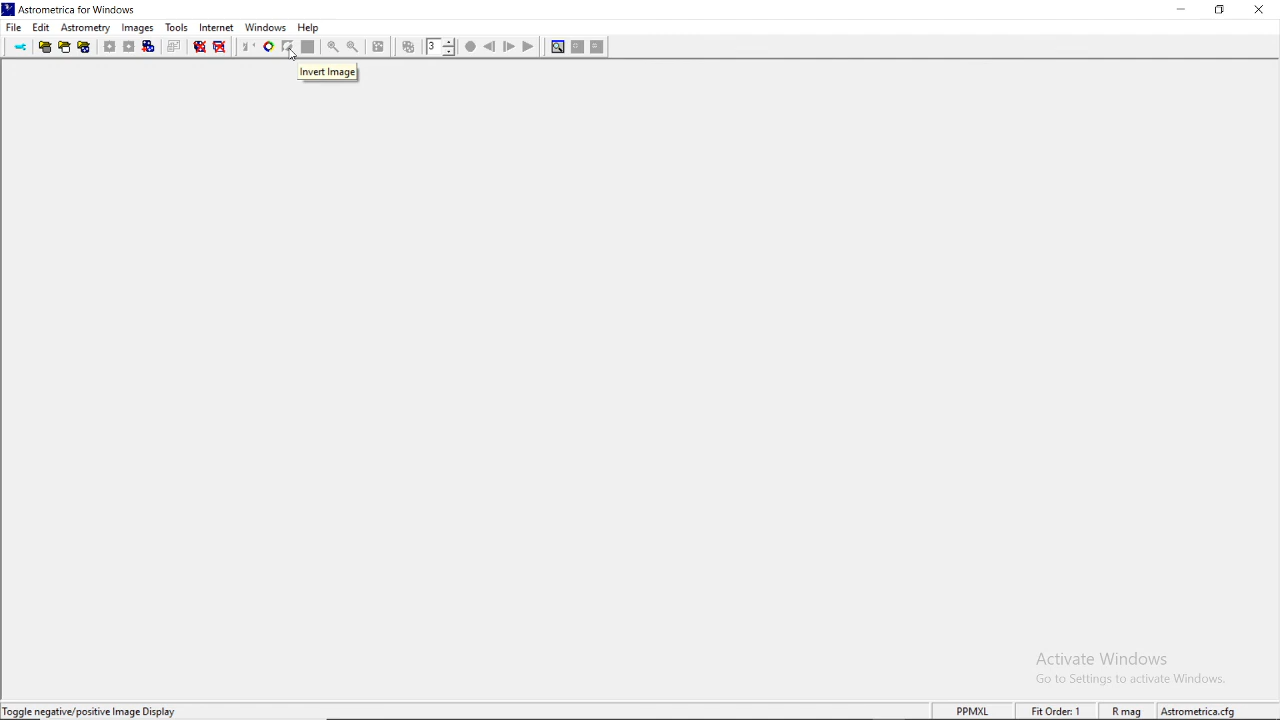 Astrometrica for Windows
File Edit Astrometry Images Tools Internet Windows Help
3
Invert Image
Activate Windows
Go to Settings to activate Windows.
Toggle negative/positive Image Display PPMXL Fit Order: 1 R mag Astrometrica.cfg